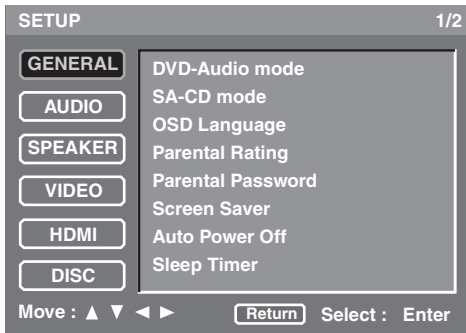 SETUP 1/2
GENERAL
AUDIO
SPEAKER
VIDEO
HDMI
DISC
DVD-Audio mode
SA-CD mode
OSD Language
Parental Rating
Parental Password
Screen Saver
Auto Power Off
Sleep Timer
Move : ▲ ▼ ◄ ► Return Select : Enter